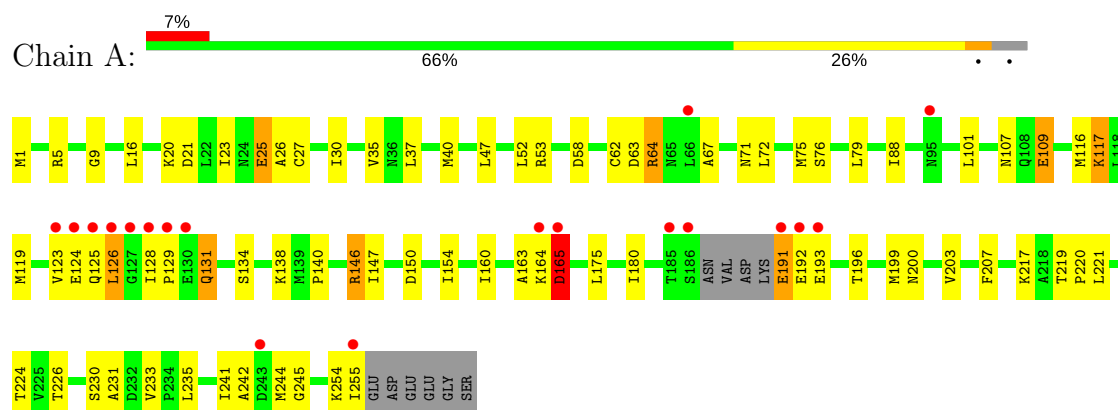 7%
Chain A:
66% 26% • •
M1 R5 G9 L16 K20 D21 L22 I23 N24 E25 A26 C27 I30 V35 N36 L37 M40 L47 L52 R53 D58 G62 D63 R64 N65 L66 A67 N71 L72 M75 S76 L79 I88 N95 L101 N107 Q108 E109 M116 K117 L118
M119 V123 E124 Q125 L126 G127 I128 P129 E130 Q131 S134 K138 M139 P140 R146 I147 D150 I154 I160 A163 K164 D165 L175 I180 T185 S186 ASN VAL ASP LYS E191 E192 E193 T196 M199 N200 V203 F207 K217 A218 T219 P220 L221
T224 V225 T226 S230 A231 D232 V233 P234 L235 I241 A242 D243 M244 G245 K254 I255 GLU ASP GLU GLU GLY SER